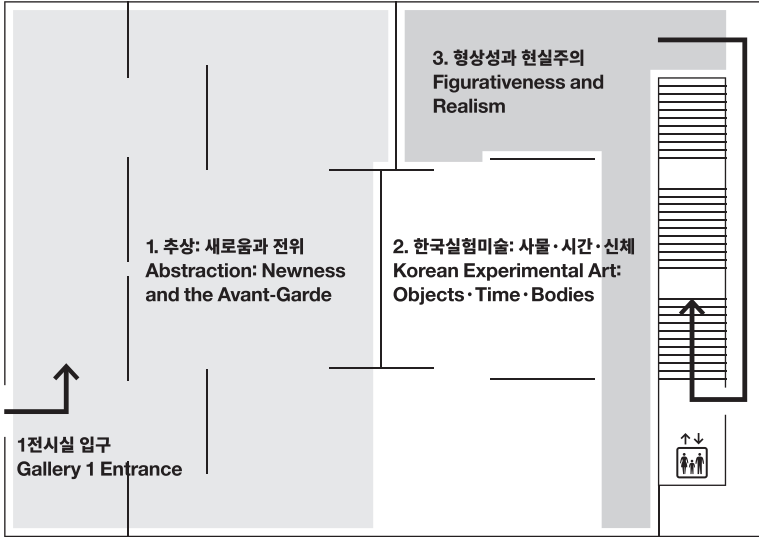 3. 형상성과 현실주의
Figurativeness and
Realism
1. 추상: 새로움과 전위
Abstraction: Newness
and the Avant-Garde
2. 한국실험미술: 사물·시간·신체
Korean Experimental Art:
Objects·Time·Bodies
1전시실 입구
Gallery 1 Entrance